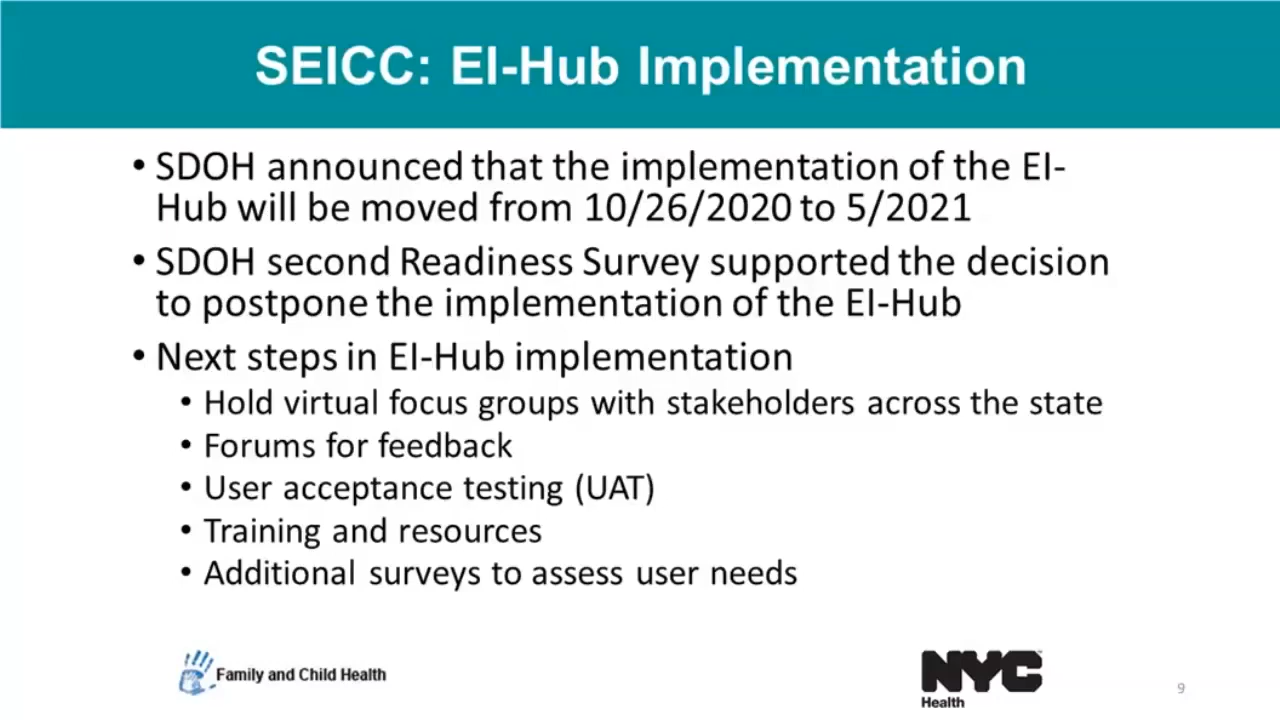 SEICC: EI-Hub Implementation
• SDOH announced that the implementation of the EI-
Hub will be moved from 10/26/2020 to 5/2021
• SDOH second Readiness Survey supported the decision
to postpone the implementation of the EI-Hub
• Next steps in EI-Hub implementation
• Hold virtual focus groups with stakeholders across the state
• Forums for feedback
• User acceptance testing (UAT)
• Training and resources
• Additional surveys to assess user needs
Family and Child Health
NYC
Health
9